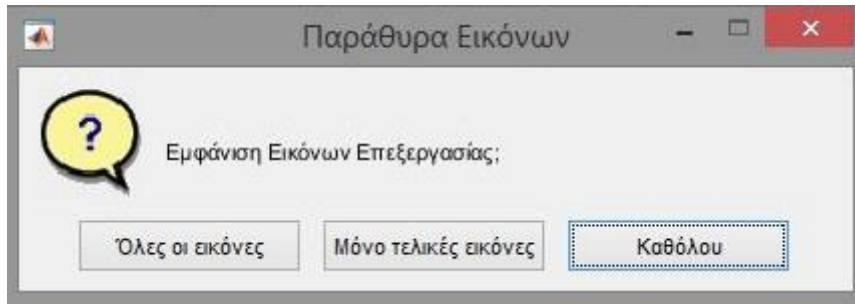 Παράθυρα Εικόνων
?
Εμφάνιση Εικόνων Επεξεργασίας;
Όλες οι εικόνες
Μόνο τελικές εικόνες
Καθόλου